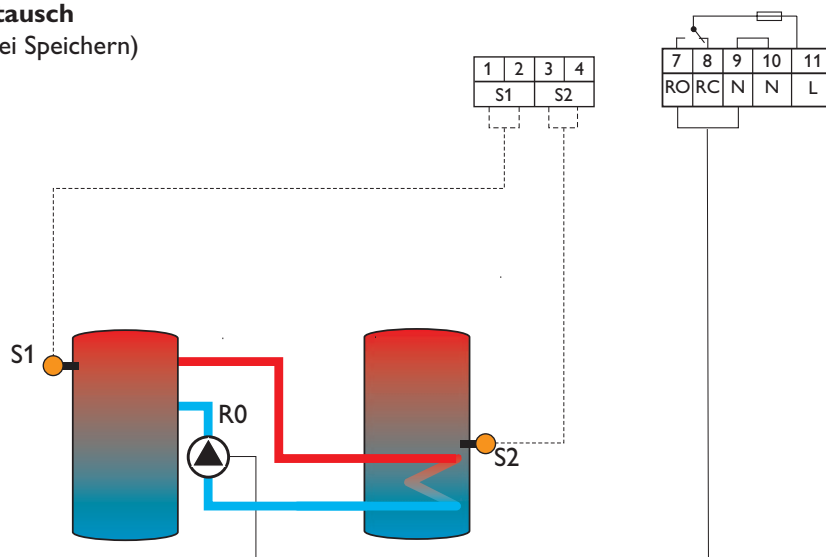 tausch
ei Speichern)
1 2 3 4
S1 S2
7 8 9 10 11
RO RC N N L
S1
R0
S2